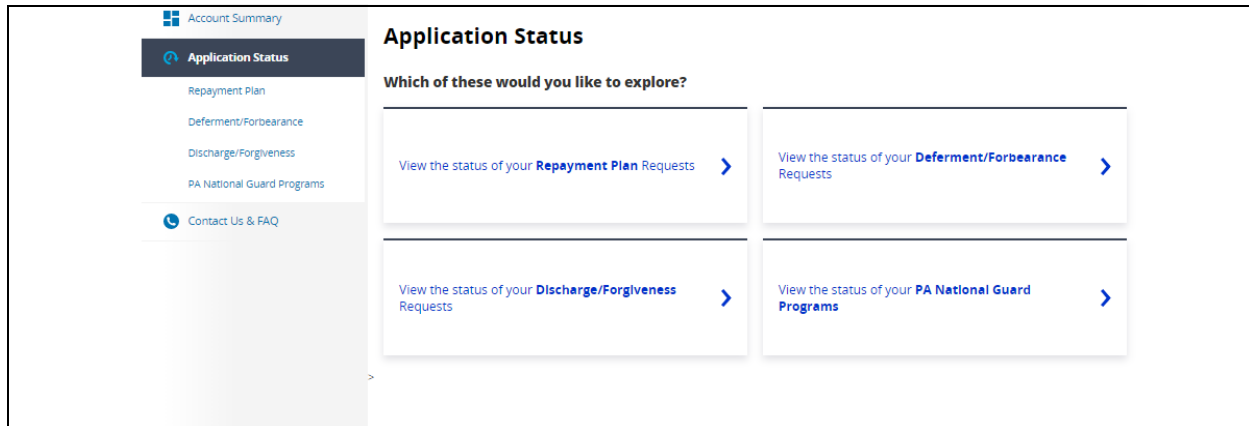 Account Summary
Application Status
Repayment Plan
Deferment/Forbearance
Discharge/Forgiveness
PA National Guard Programs
Contact Us & FAQ
Application Status
Which of these would you like to explore?
View the status of your Repayment Plan Requests
View the status of your Deferment/Forbearance
Requests
View the status of your Discharge/Forgiveness
Requests
View the status of your PA National Guard
Programs
>